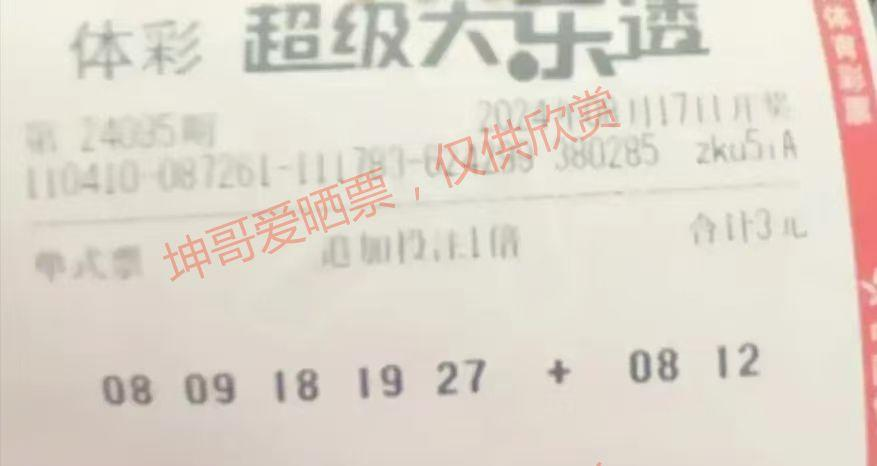 体彩 超级大乐透
第 24095期 2024年08月17日开奖
110410-087261-111783- 380285 zku5iA
单式票 追加投注1倍 合计3元
坤哥爱晒票，仅供欣赏
08 09 18 19 27 + 08 12
体育彩票